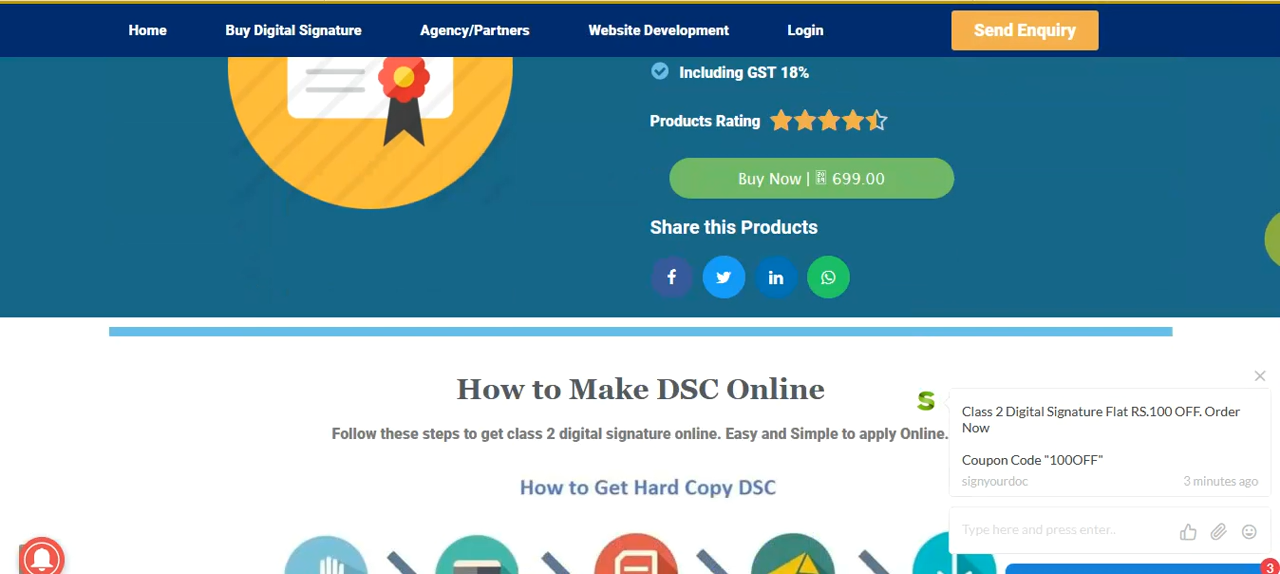 Home Buy Digital Signature Agency/Partners Website Development Login Send Enquiry
Including GST 18%
Products Rating
Buy Now | 699.00
Share this Products
How to Make DSC Online
Follow these steps to get class 2 digital signature online. Easy and Simple to apply Online.
How to Get Hard Copy DSC
Class 2 Digital Signature Flat RS.100 OFF. Order
Now
Coupon Code "100OFF"
signyourdoc 3 minutes ago
Type here and press enter..
3